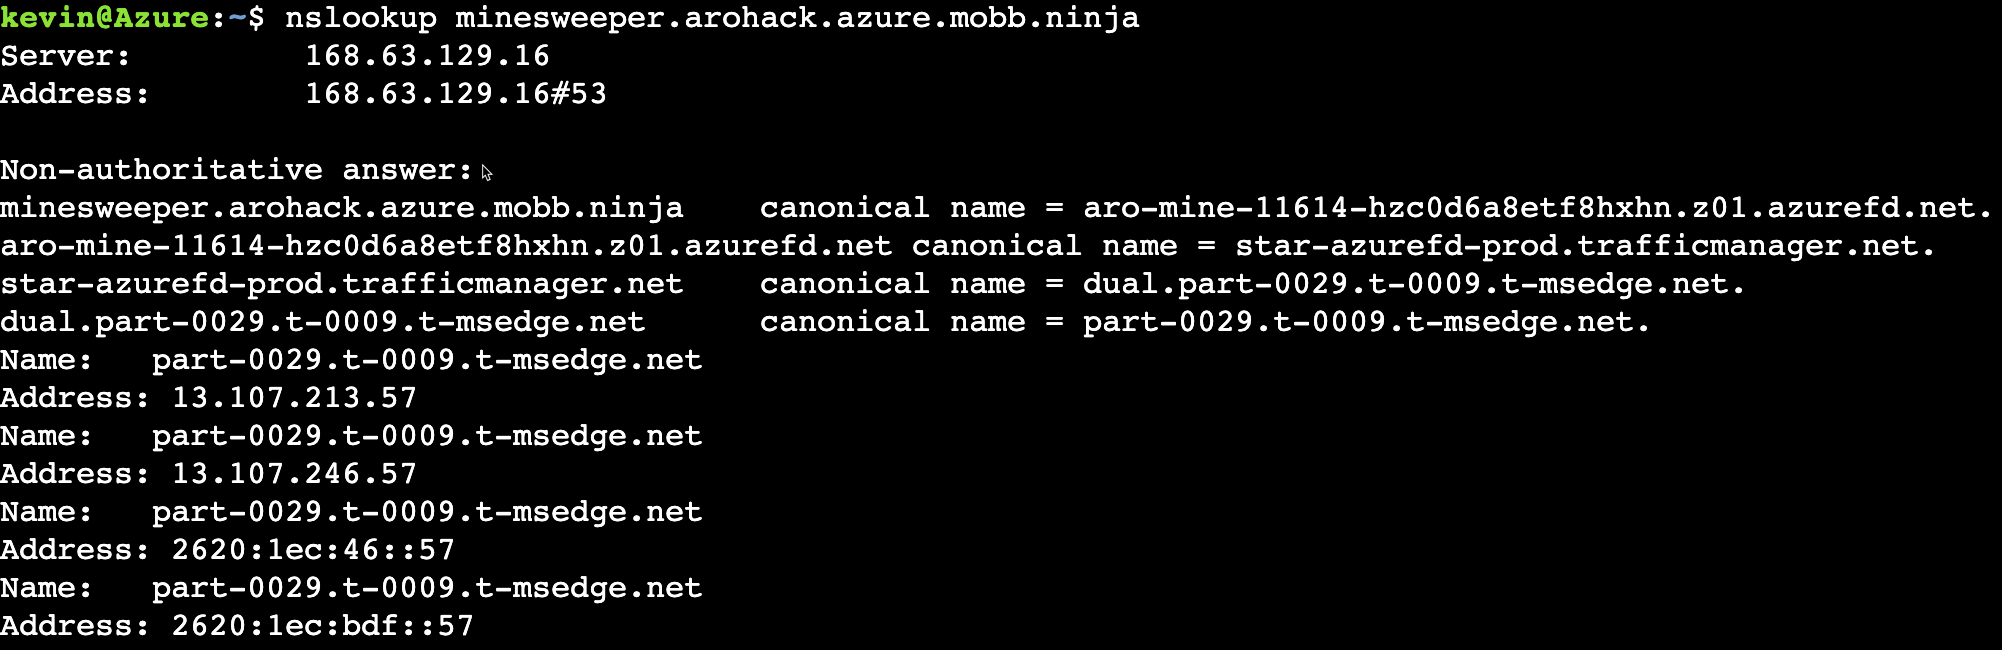 kevin@Azure:~$ nslookup minesweeper.arohack.azure.mobb.ninja
Server:         168.63.129.16
Address:        168.63.129.16#53

Non-authoritative answer:
minesweeper.arohack.azure.mobb.ninja    canonical name = aro-mine-11614-hzc0d6a8etf8hxhn.z01.azurefd.net.
aro-mine-11614-hzc0d6a8etf8hxhn.z01.azurefd.net canonical name = star-azurefd-prod.trafficmanager.net.
star-azurefd-prod.trafficmanager.net    canonical name = dual.part-0029.t-0009.t-msedge.net.
dual.part-0029.t-0009.t-msedge.net      canonical name = part-0029.t-0009.t-msedge.net.
Name:   part-0029.t-0009.t-msedge.net
Address: 13.107.213.57
Name:   part-0029.t-0009.t-msedge.net
Address: 13.107.246.57
Name:   part-0029.t-0009.t-msedge.net
Address: 2620:1ec:46::57
Name:   part-0029.t-0009.t-msedge.net
Address: 2620:1ec:bdf::57